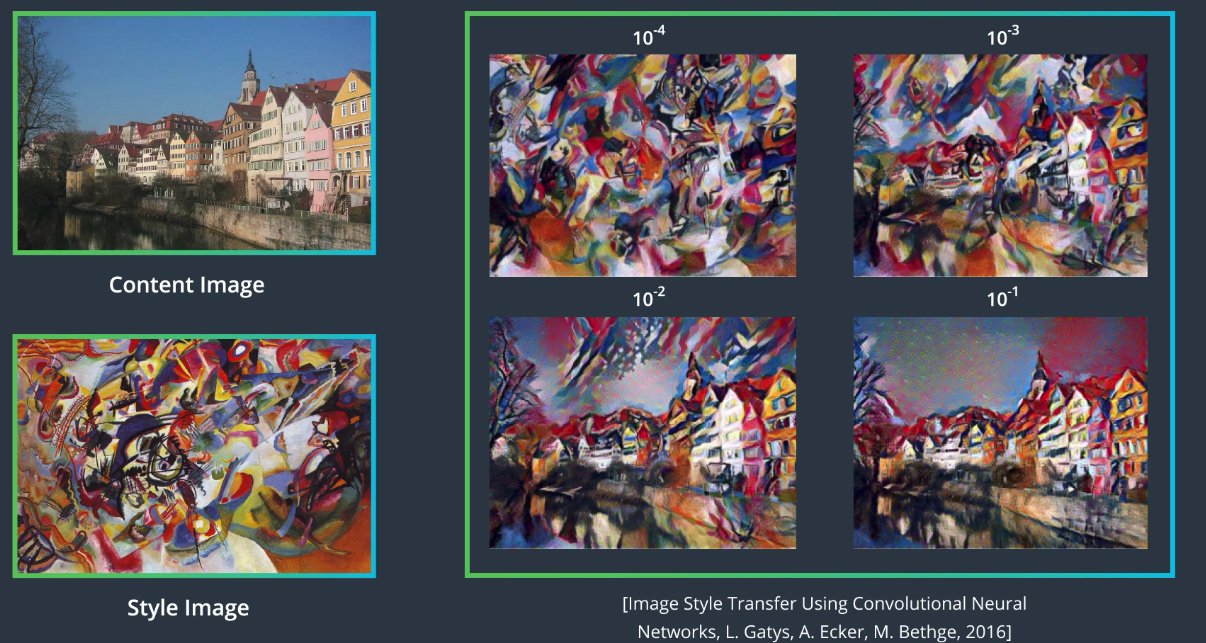 Content Image
Style Image
10⁻⁴
10⁻³
10⁻²
10⁻¹
[Image Style Transfer Using Convolutional Neural
Networks, L. Gatys, A. Ecker, M. Bethge, 2016]